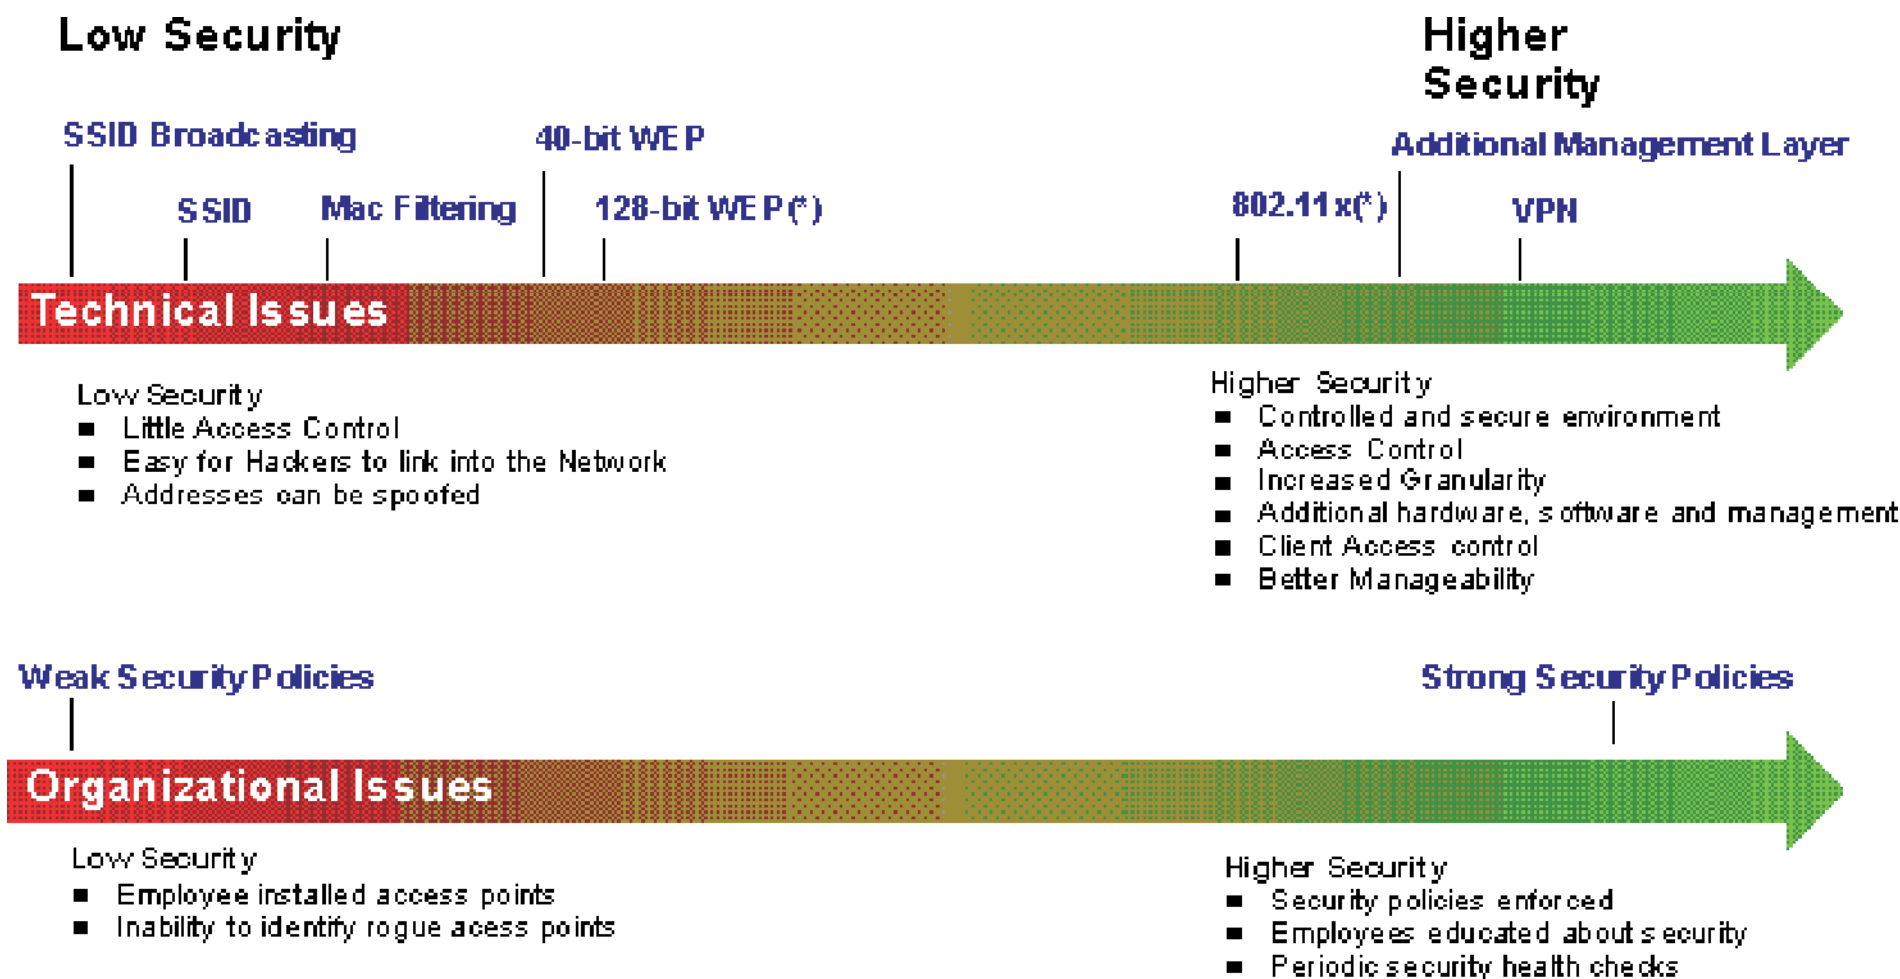 Low Security
Higher
Security
SSID Broadcasting
40-bit WEP
Additional Management Layer
SSID
Mac Filtering
128-bit WEP(*)
802.11x(*)
VPN
Technical Issues
Low Security
■ Little Access Control
■ Easy for Hackers to link into the Network
■ Addresses can be spoofed
Higher Security
■ Controlled and secure environment
■ Access Control
■ Increased Granularity
■ Additional hardware, software and management
■ Client Access control
■ Better Manageability
Weak Security Policies
Strong Security Policies
Organizational Issues
Low Security
■ Employee installed access points
■ Inability to identify rogue acess points
Higher Security
■ Security policies enforced
■ Employees educated about security
■ Periodic security health checks